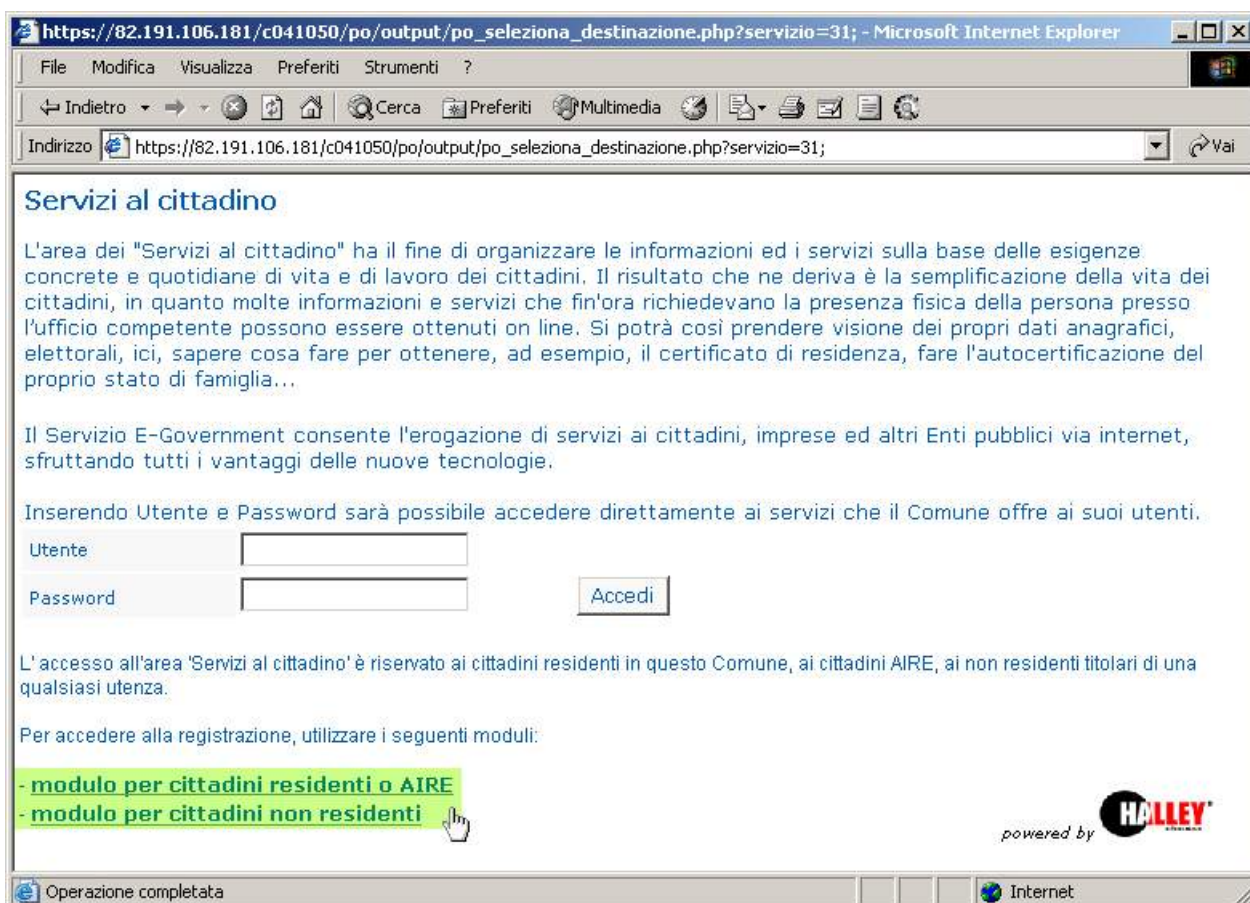 https://82.191.106.181/c041050/po/output/po_seleziona_destinazione.php?servizio=31; - Microsoft Internet Explorer
File Modifica Visualizza Preferiti Strumenti ?
Indietro Cerca Preferiti Multimedia
Indirizzo https://82.191.106.181/c041050/po/output/po_seleziona_destinazione.php?servizio=31; Vai
Servizi al cittadino
L'area dei "Servizi al cittadino" ha il fine di organizzare le informazioni ed i servizi sulla base delle esigenze
concrete e quotidiane di vita e di lavoro dei cittadini. Il risultato che ne deriva è la semplificazione della vita dei
cittadini, in quanto molte informazioni e servizi che fin'ora richiedevano la presenza fisica della persona presso
l'ufficio competente possono essere ottenuti on line. Si potrà così prendere visione dei propri dati anagrafici,
elettorali, ici, sapere cosa fare per ottenere, ad esempio, il certificato di residenza, fare l'autocertificazione del
proprio stato di famiglia...
Il Servizio E-Government consente l'erogazione di servizi ai cittadini, imprese ed altri Enti pubblici via internet,
sfruttando tutti i vantaggi delle nuove tecnologie.
Inserendo Utente e Password sarà possibile accedere direttamente ai servizi che il Comune offre ai suoi utenti.
Utente
Password Accedi
L' accesso all'area 'Servizi al cittadino' è riservato ai cittadini residenti in questo Comune, ai cittadini AIRE, ai non residenti titolari di una
qualsiasi utenza.
Per accedere alla registrazione, utilizzare i seguenti moduli:
- modulo per cittadini residenti o AIRE
- modulo per cittadini non residenti
powered by HALLEY
Operazione completata Internet